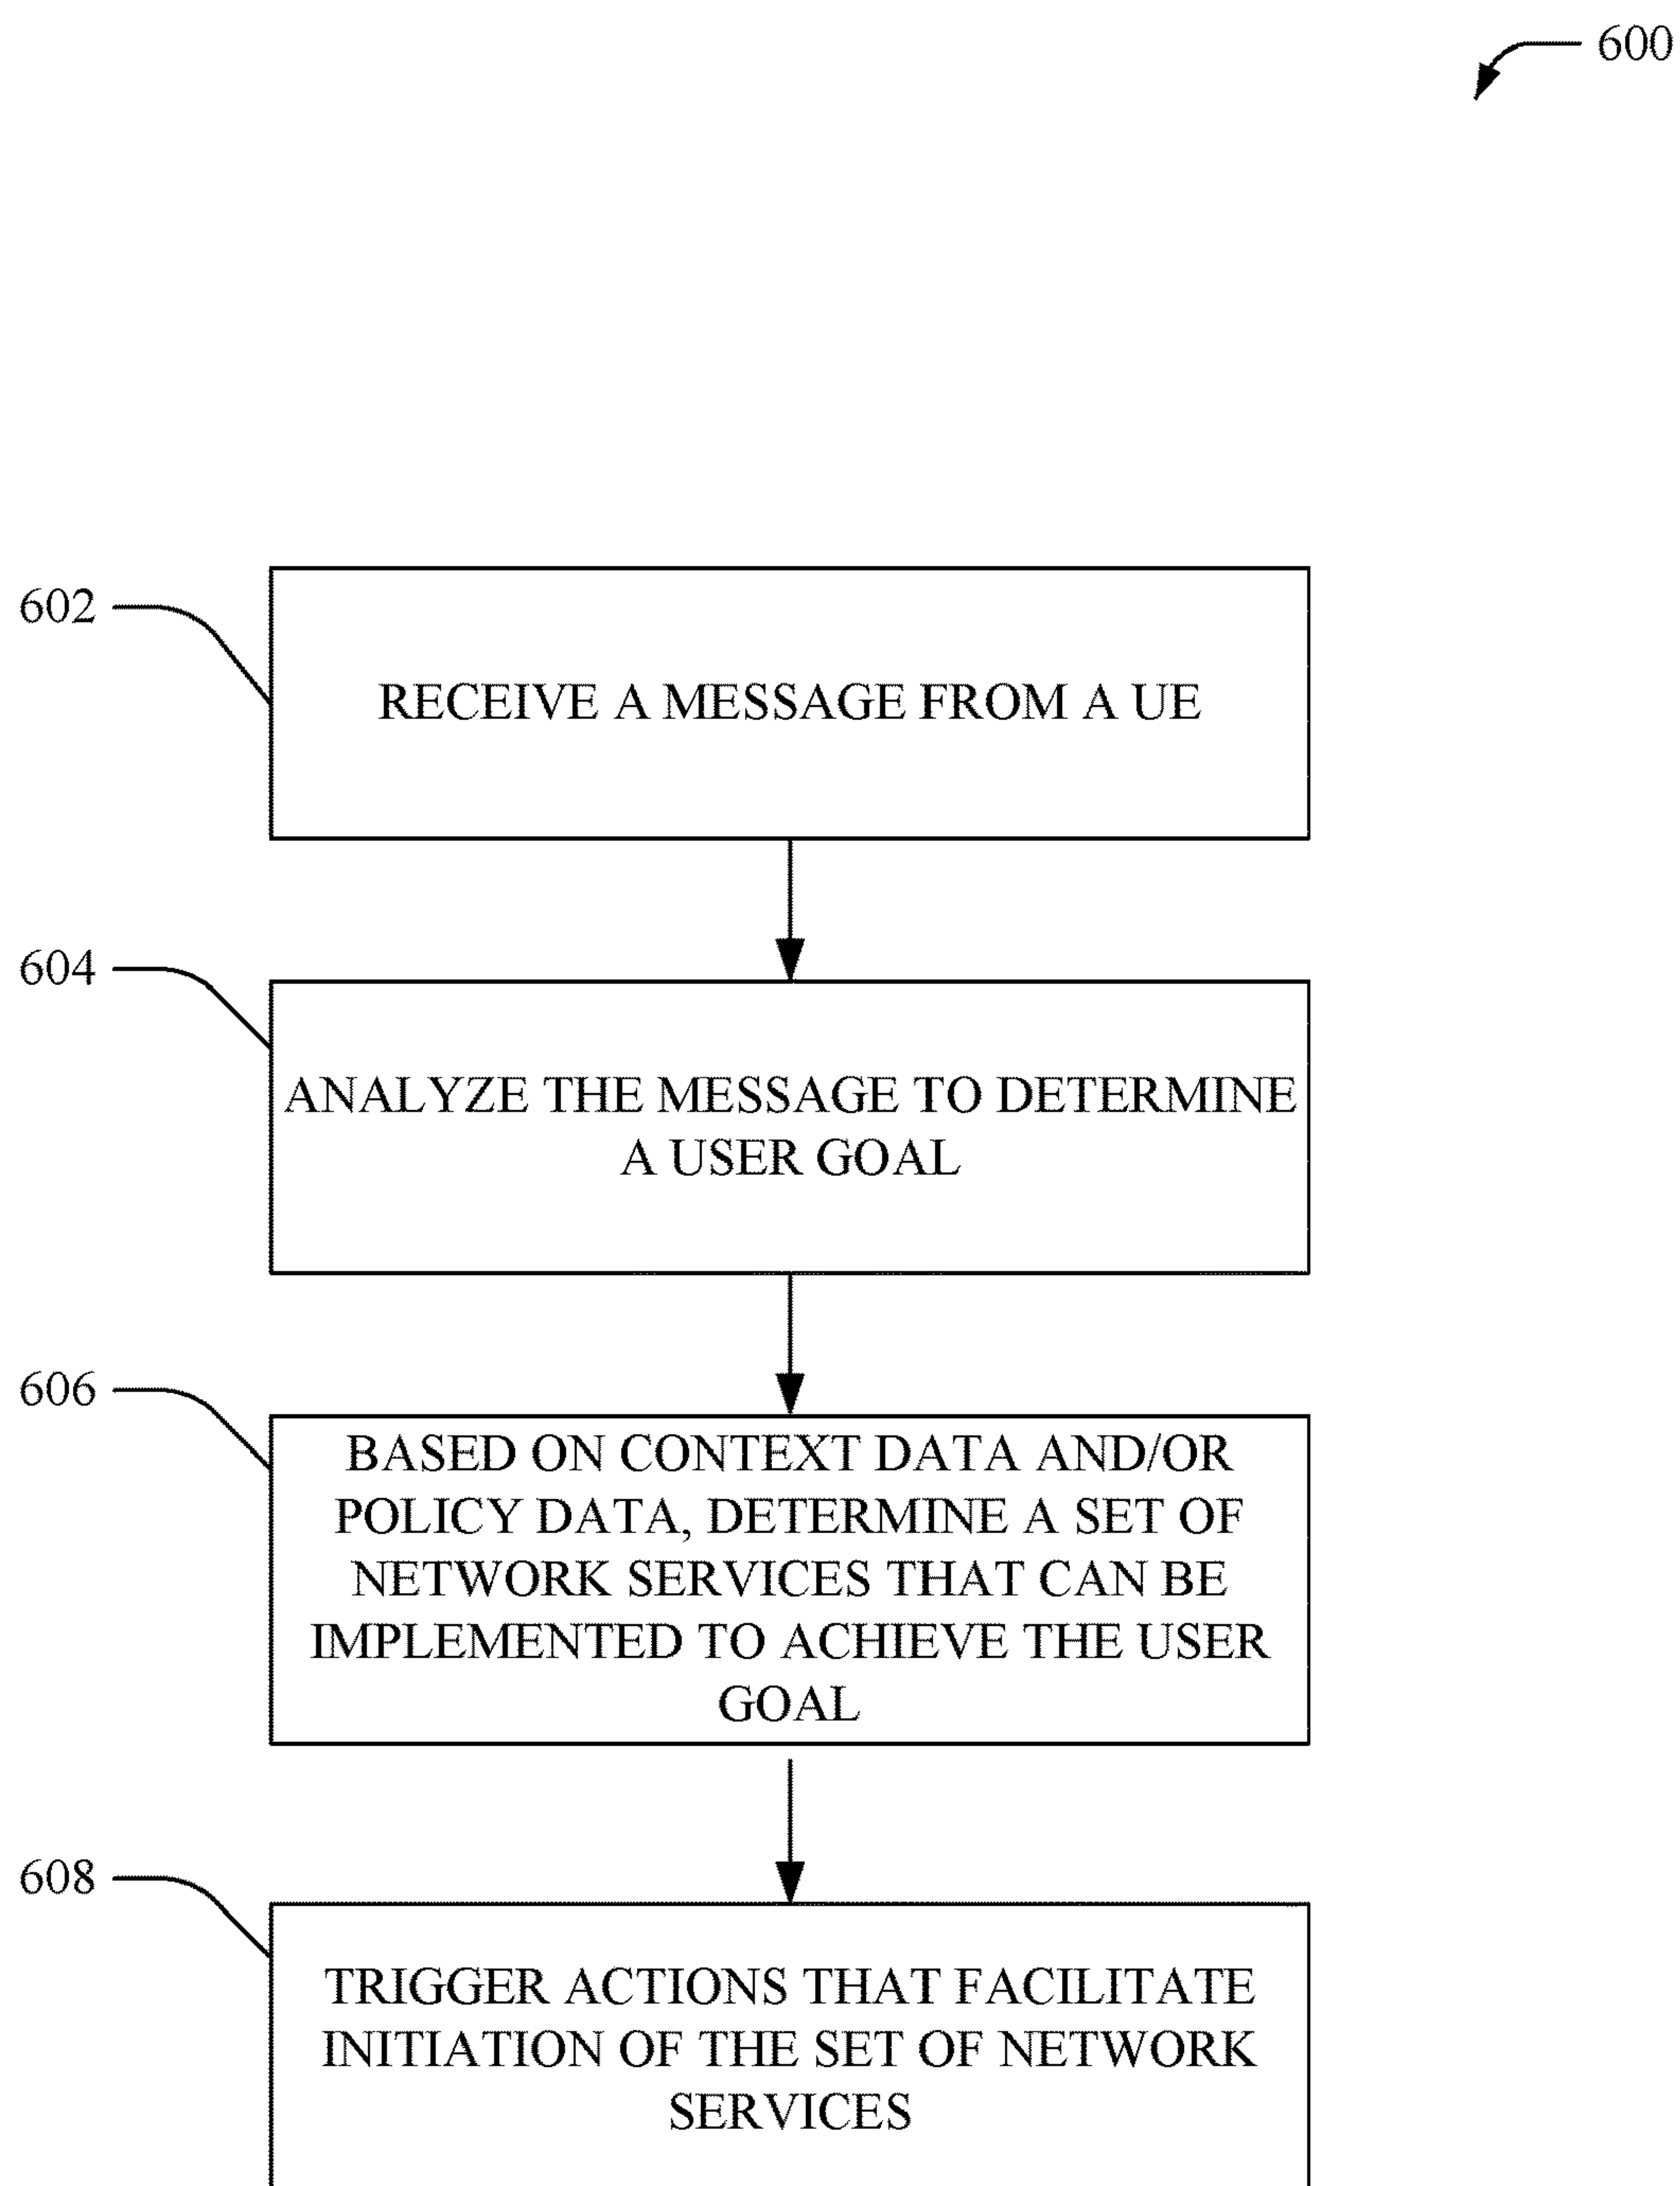 600
602
RECEIVE A MESSAGE FROM A UE
604
ANALYZE THE MESSAGE TO DETERMINE
A USER GOAL
606
BASED ON CONTEXT DATA AND/OR
POLICY DATA, DETERMINE A SET OF
NETWORK SERVICES THAT CAN BE
IMPLEMENTED TO ACHIEVE THE USER
GOAL
608
TRIGGER ACTIONS THAT FACILITATE
INITIATION OF THE SET OF NETWORK
SERVICES